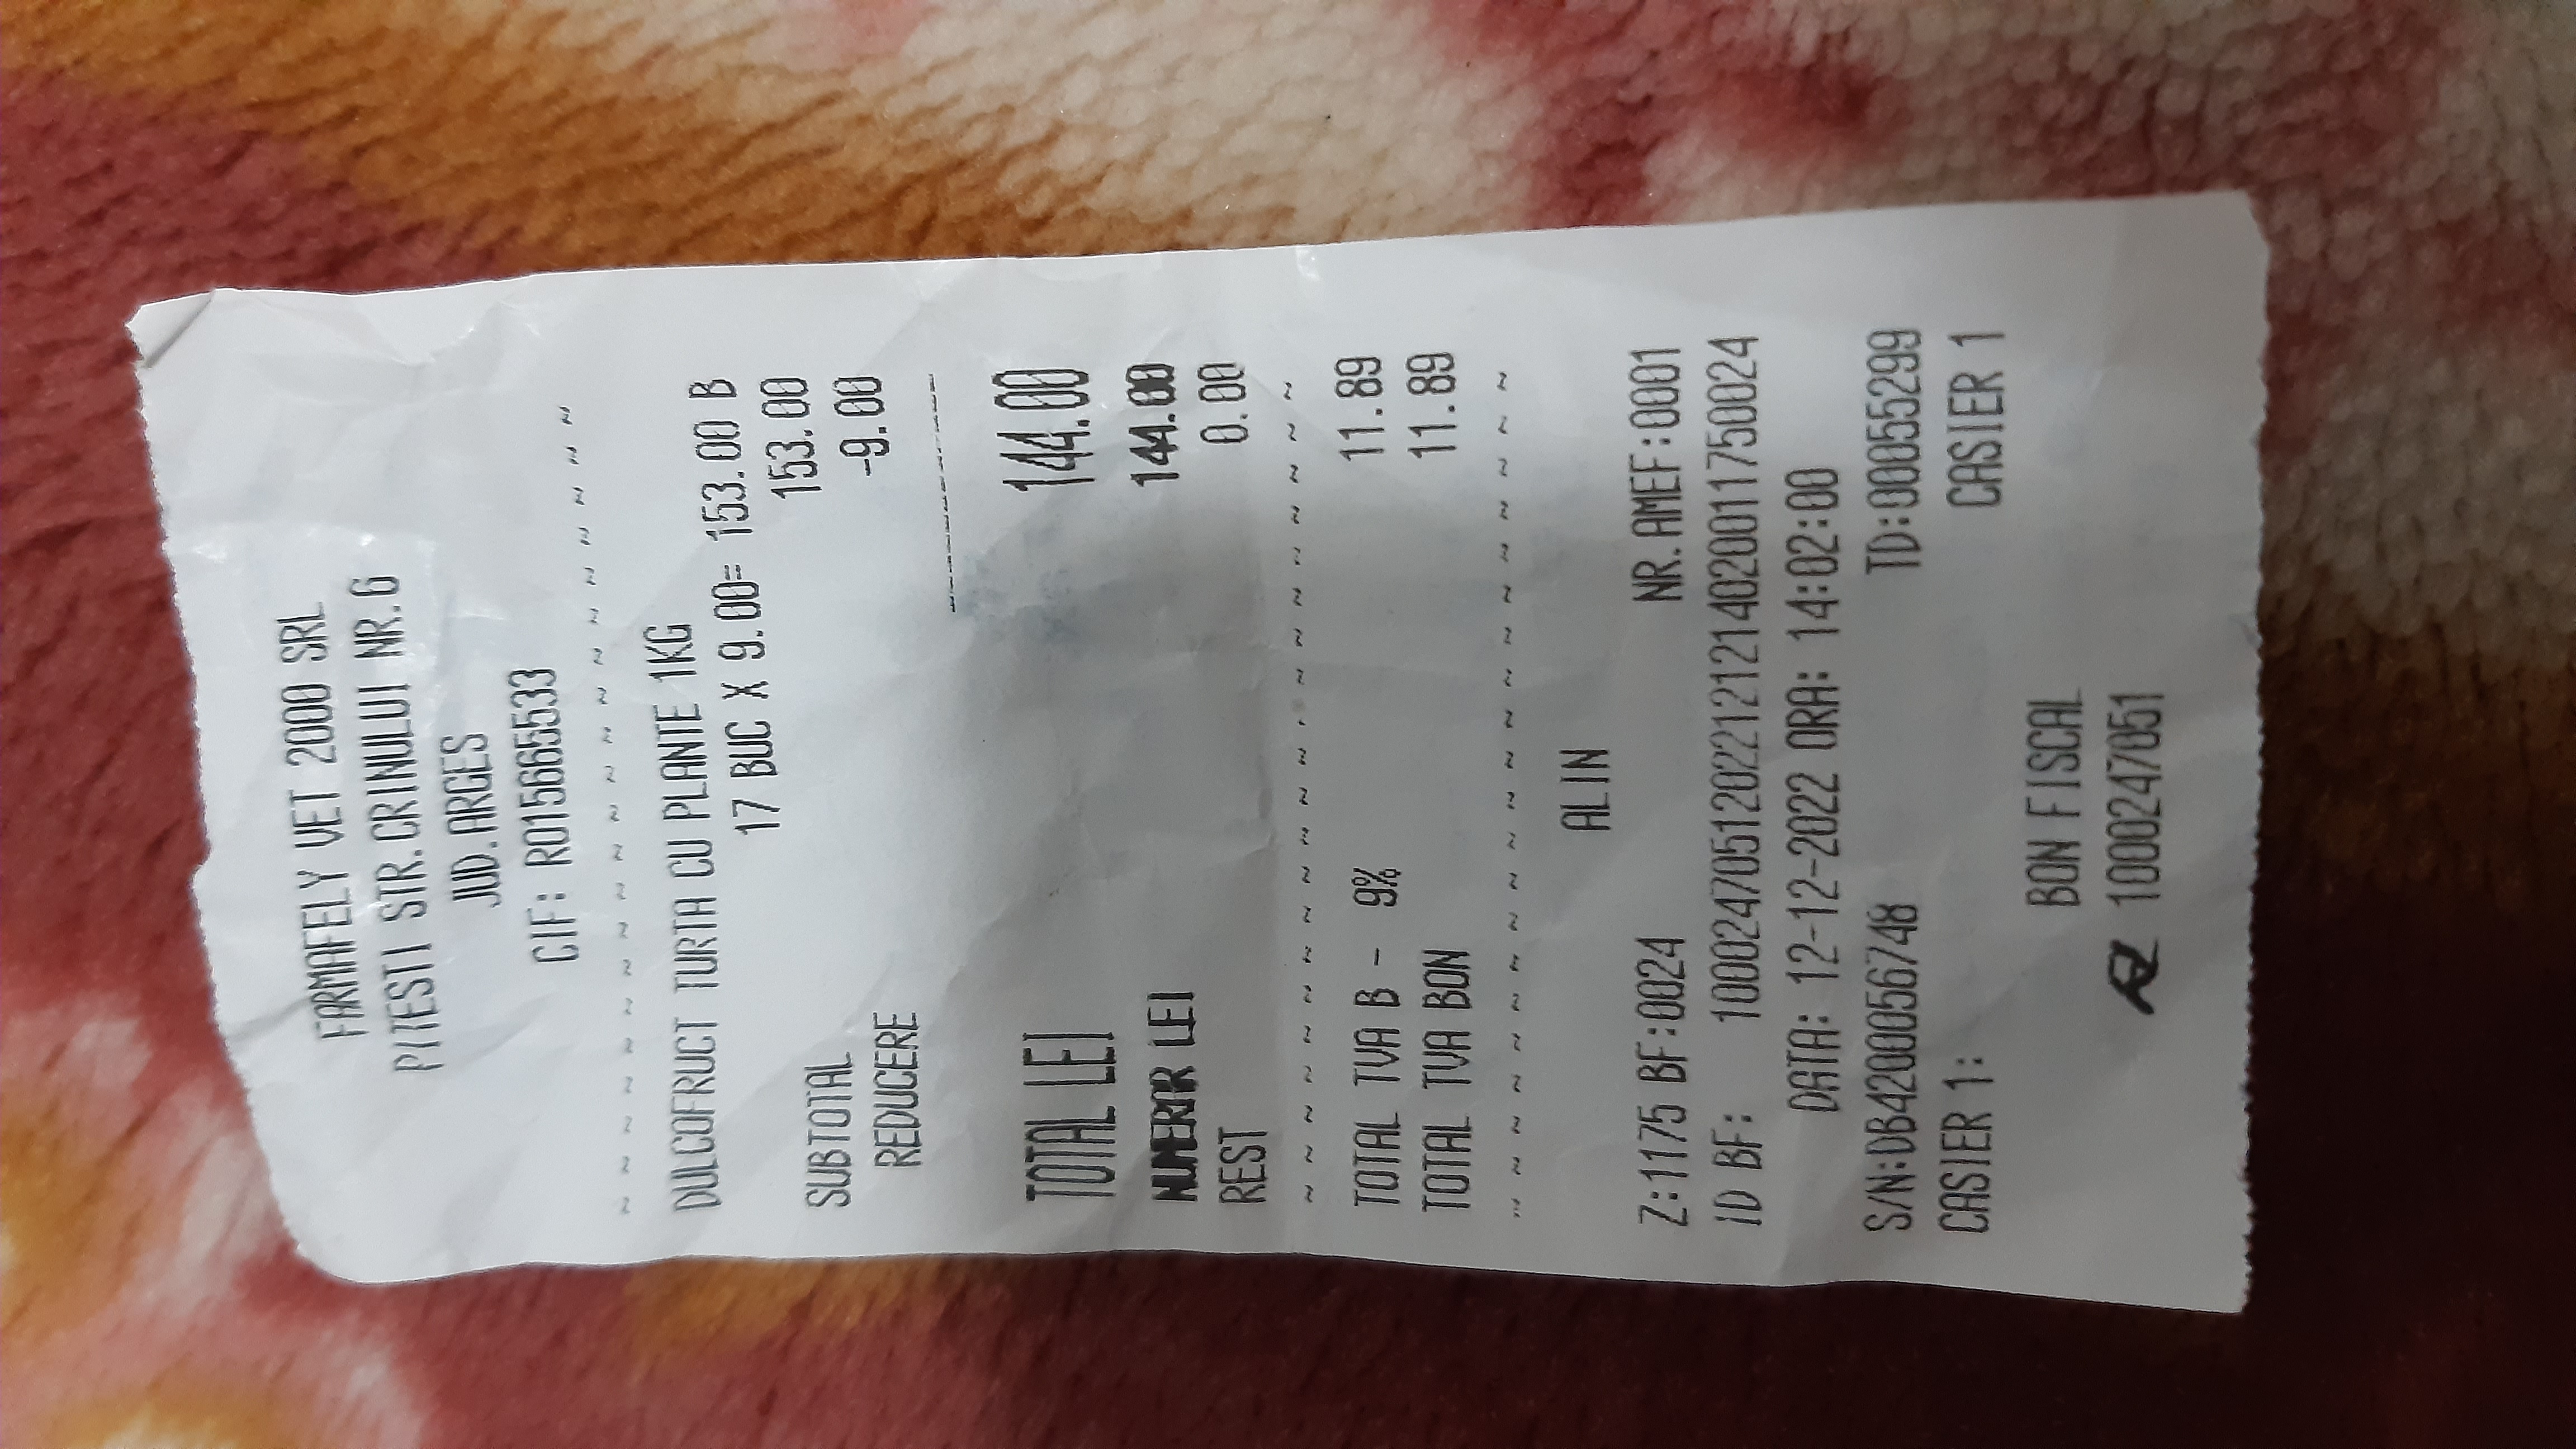 FARMAFELY VET 2000 SRL
PITESTI STR.CRINULUI NR.6
JUD.ARGES
CIF: RO15665533
DULCOFRUCT TURTA CU PLANTE 1KG
17 BUC X 9.00= 153.00 B
SUBTOTAL 153.00
REDUCERE -9.00
TOTAL LEI 144.00
NUMERAR LEI 144.00
REST 0.00
TOTAL TVA B - 9% 11.89
TOTAL TVA BON 11.89
ALIN
Z:1175 BF:0024 NR.AMEF:0001
ID BF: 10002470512022121214020011750024
DATA: 12-12-2022 ORA: 14:02:00
S/N:DB4200056748 TD:00055299
CASIER 1: CASIER 1
BON FISCAL
1000247051